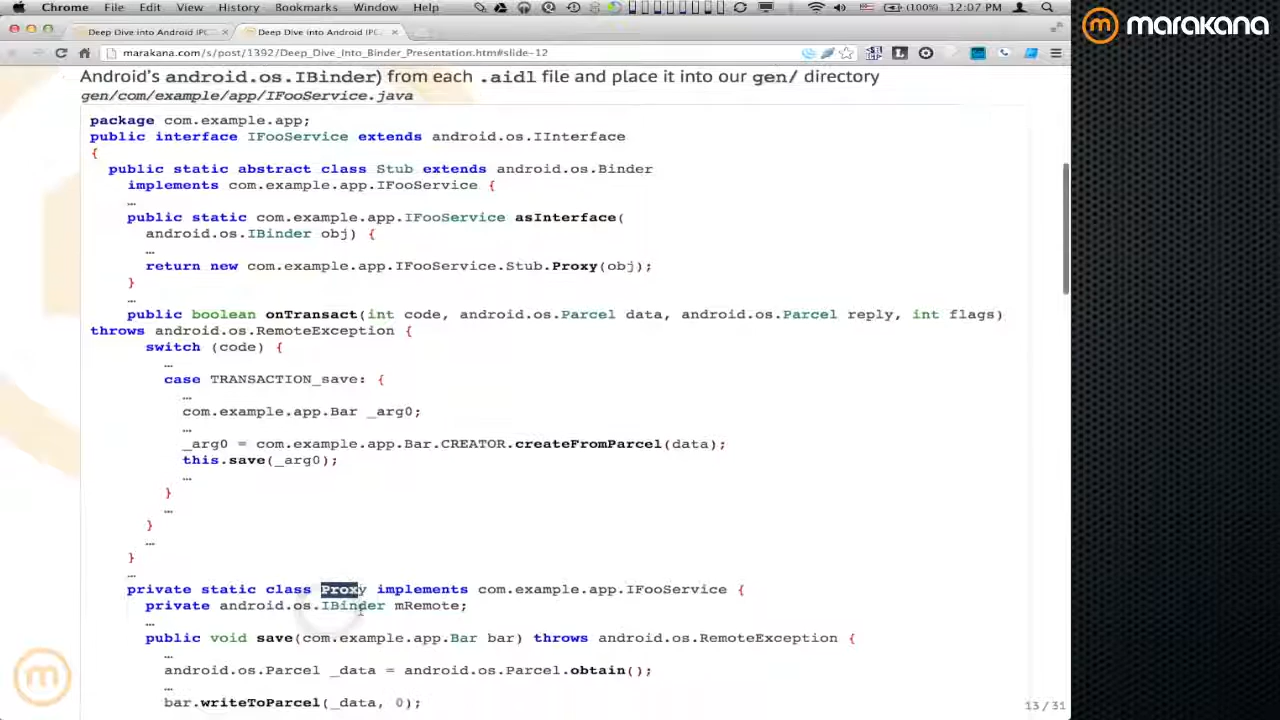 Chrome File Edit View History Bookmarks Window Help (100%) 12:07 PM
marakana
Deep Dive into Android IPC × Deep Dive into Android IPC ×
marakana.com/s/post/1392/Deep_Dive_Into_Binder_Presentation.htm#slide-12
Android's android.os.IBinder) from each .aidl file and place it into our gen/ directory
gen/com/example/app/IFooService.java
package com.example.app;
public interface IFooService extends android.os.IInterface
{
public static abstract class Stub extends android.os.Binder
implements com.example.app.IFooService {
…
public static com.example.app.IFooService asInterface(
android.os.IBinder obj) {
…
return new com.example.app.IFooService.Stub.Proxy(obj);
}
…
public boolean onTransact(int code, android.os.Parcel data, android.os.Parcel reply, int flags)
throws android.os.RemoteException {
switch (code) {
…
case TRANSACTION_save: {
…
com.example.app.Bar _arg0;
…
_arg0 = com.example.app.Bar.CREATOR.createFromParcel(data);
this.save(_arg0);
…
}
…
}
…
}
…
private static class Proxy implements com.example.app.IFooService {
private android.os.IBinder mRemote;
…
public void save(com.example.app.Bar bar) throws android.os.RemoteException {
…
android.os.Parcel _data = android.os.Parcel.obtain();
…
bar.writeToParcel(_data, 0);
13 / 31